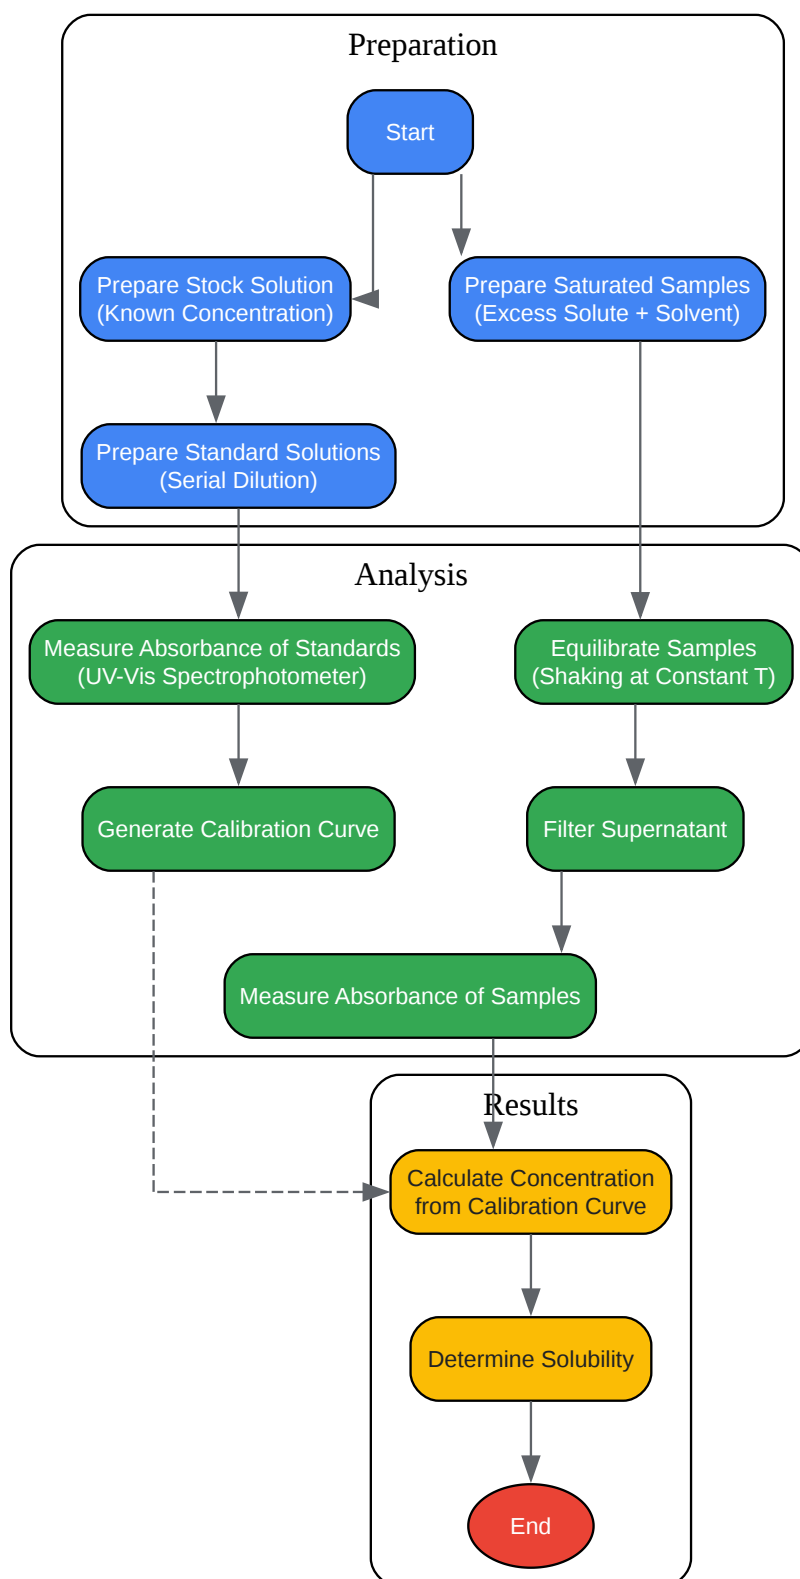 Preparation
Start
Prepare Stock Solution
(Known Concentration)
Prepare Saturated Samples
(Excess Solute + Solvent)
Prepare Standard Solutions
(Serial Dilution)
Analysis
Measure Absorbance of Standards
(UV-Vis Spectrophotometer)
Equilibrate Samples
(Shaking at Constant T)
Generate Calibration Curve
Filter Supernatant
Measure Absorbance of Samples
Results
Calculate Concentration
from Calibration Curve
Determine Solubility
End